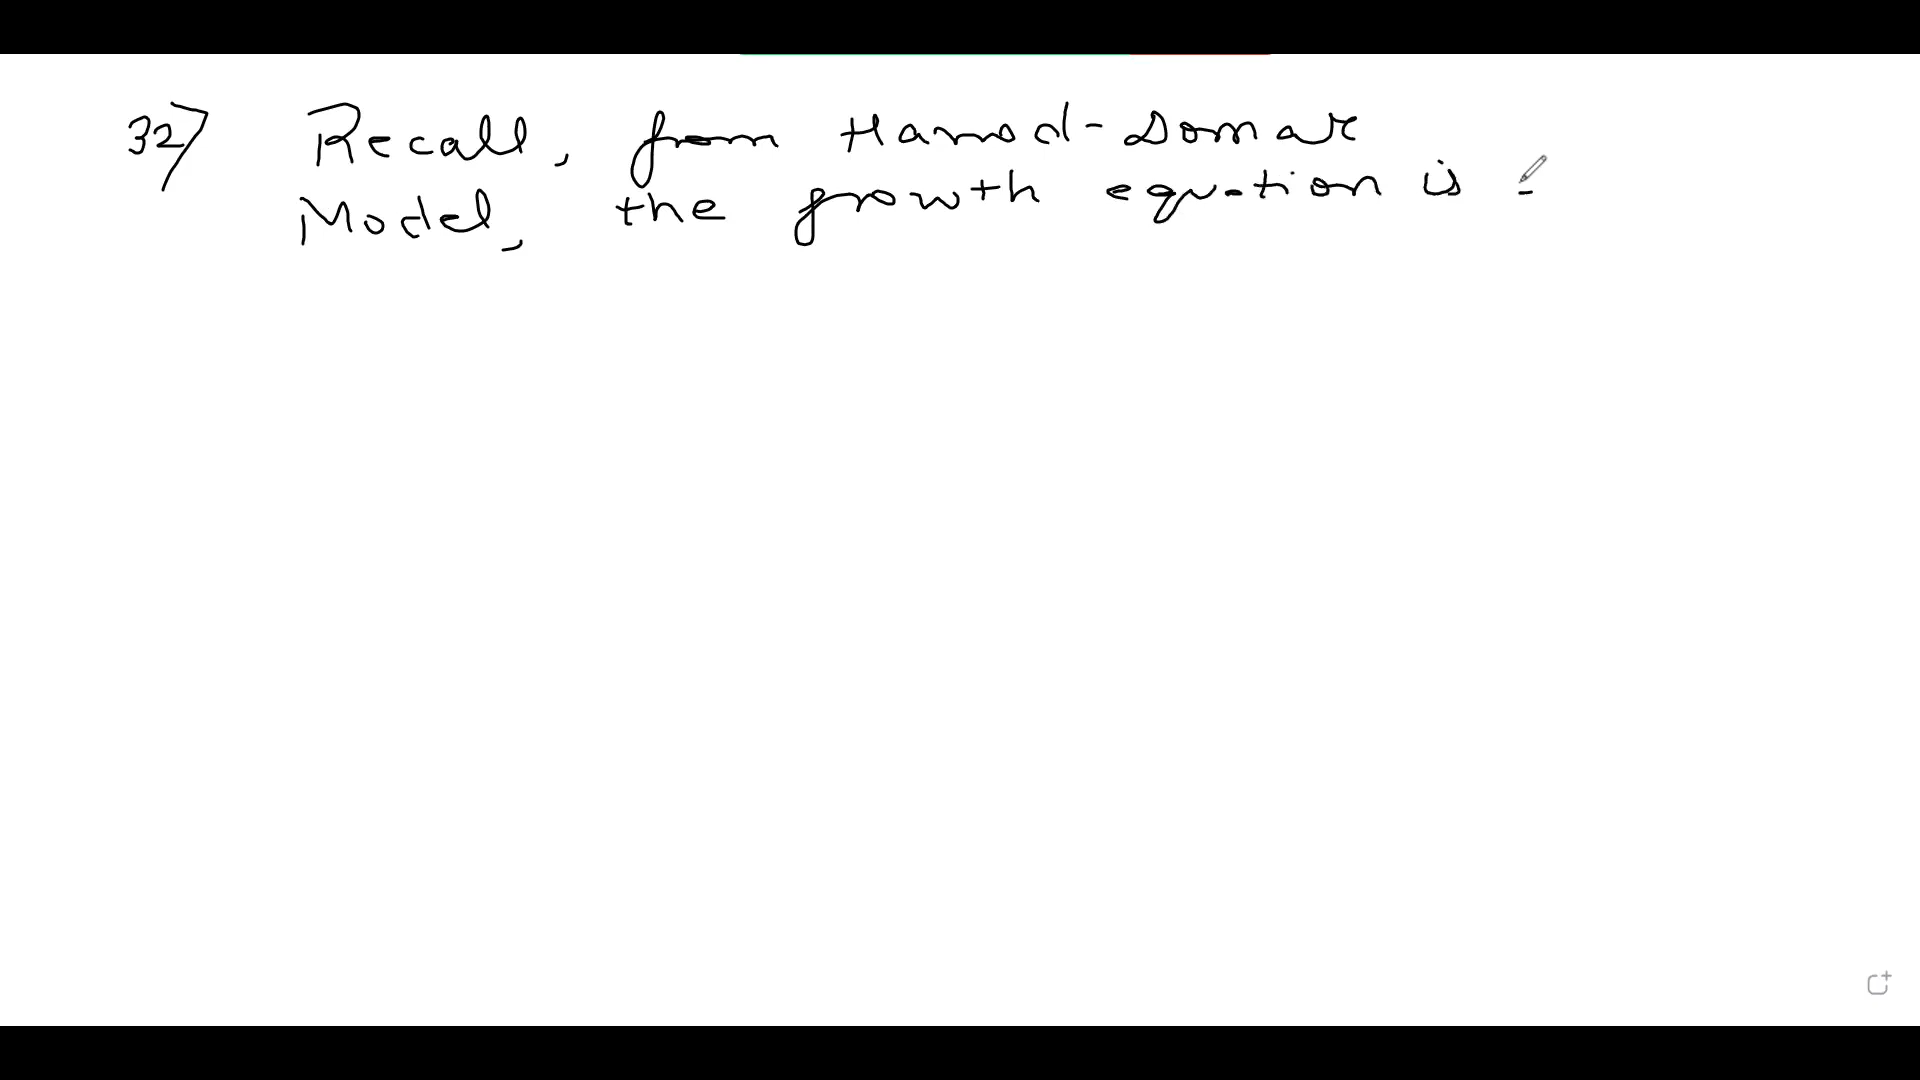 32) Recall, from Harrod-Domar
Model, the growth equation is :